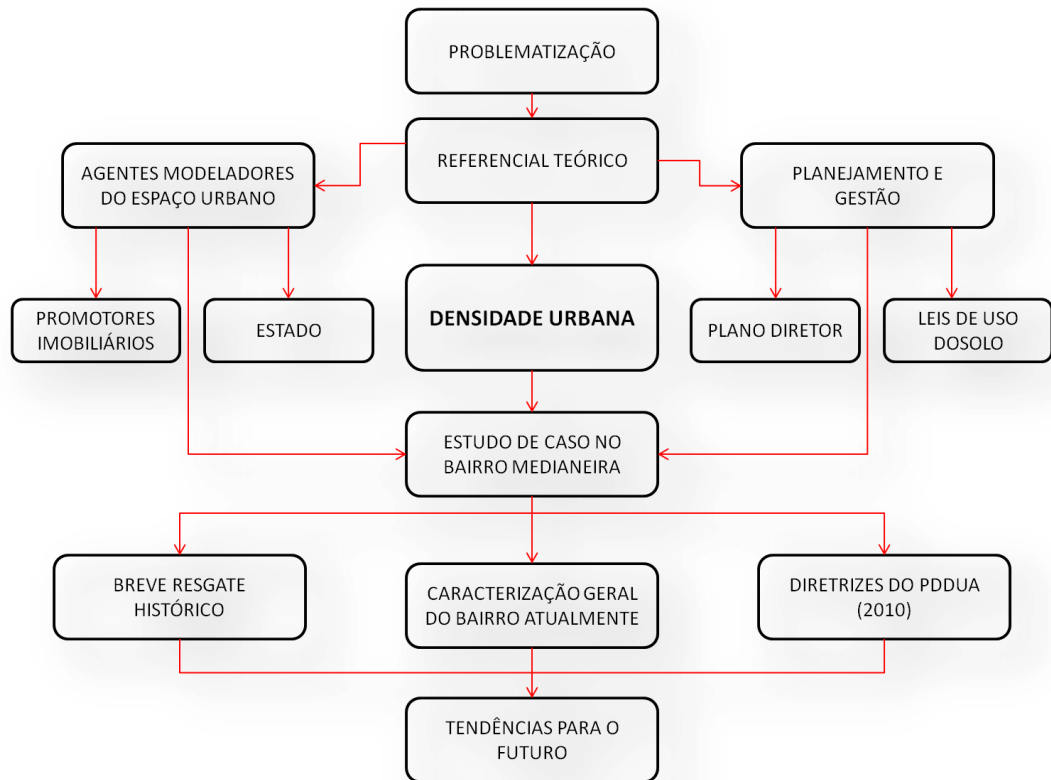 PROBLEMATIZAÇÃO
REFERENCIAL TEÓRICO
AGENTES MODELADORES
DO ESPAÇO URBANO
PLANEJAMENTO E
GESTÃO
PROMOTORES
IMOBILIÁRIOS
ESTADO
DENSIDADE URBANA
PLANO DIRETOR
LEIS DE USO
DOSOLO
ESTUDO DE CASO NO
BAIRRO MEDIANEIRA
BREVE RESGATE
HISTÓRICO
CARACTERIZAÇÃO GERAL
DO BAIRRO ATUALMENTE
DIRETRIZES DO PDDUA
(2010)
TENDÊNCIAS PARA O
FUTURO